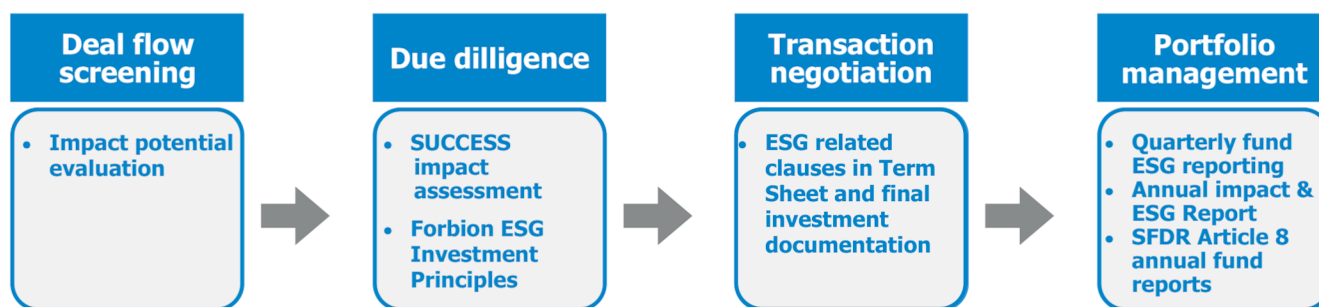 Deal flow
screening
• Impact potential
evaluation
Due dilligence
• SUCCESS
impact
assessment
• Forbion ESG
Investment
Principles
Transaction
negotiation
• ESG related
clauses in Term
Sheet and final
investment
documentation
Portfolio
management
• Quarterly fund
ESG reporting
• Annual impact &
ESG Report
• SFDR Article 8
annual fund
reports